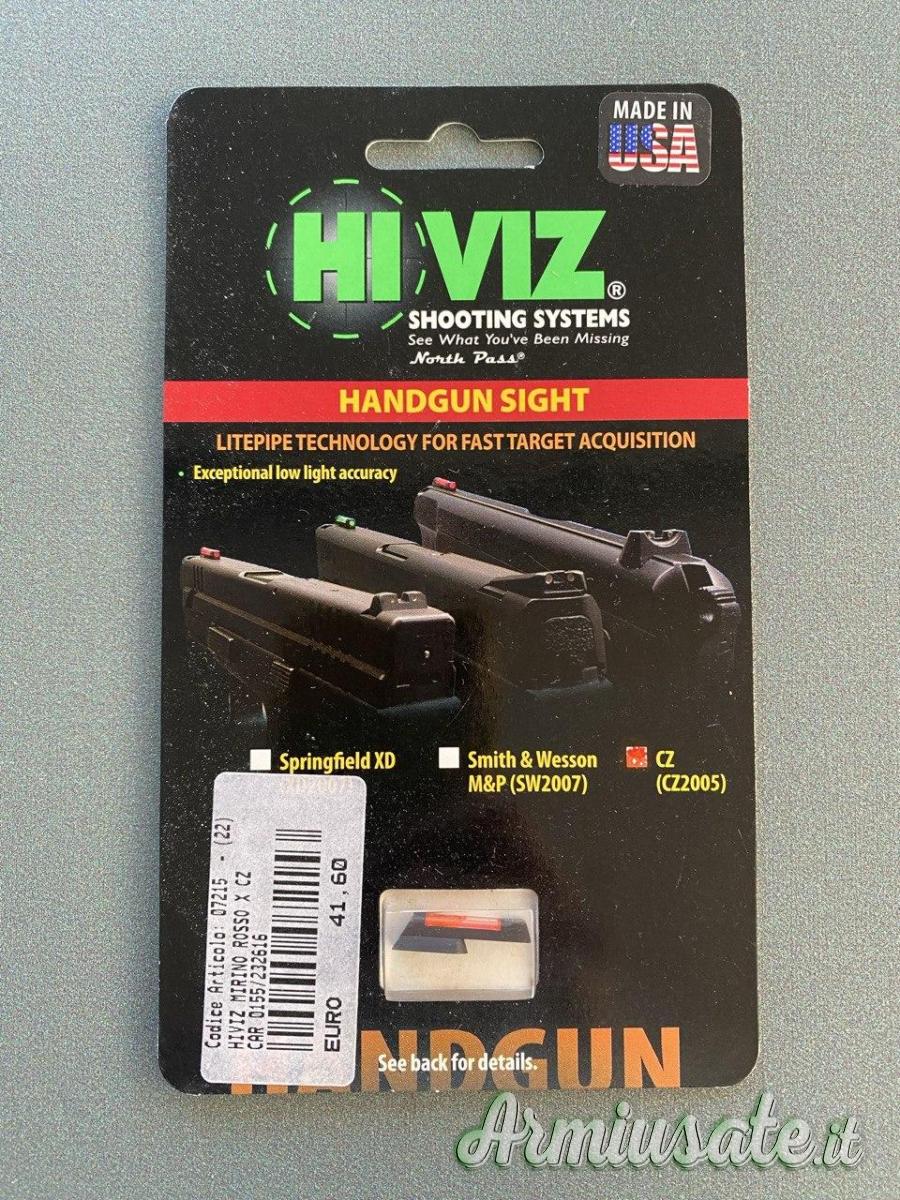 MADE IN
USA
HIVIZ®
SHOOTING SYSTEMS
See What You've Been Missing
North Pass®
HANDGUN SIGHT
LITEPIPE TECHNOLOGY FOR FAST TARGET ACQUISITION
• Exceptional low light accuracy
Springfield XD
(XD2007)
Smith & Wesson
M&P (SW2007)
CZ
(CZ2005)
Codice Articolo: 07215 - (22)
HIVIZ MIRINO ROSSO X CZ
CAR 0155/232616
EURO 41,60
HANDGUN
See back for details.
Armiusate.it